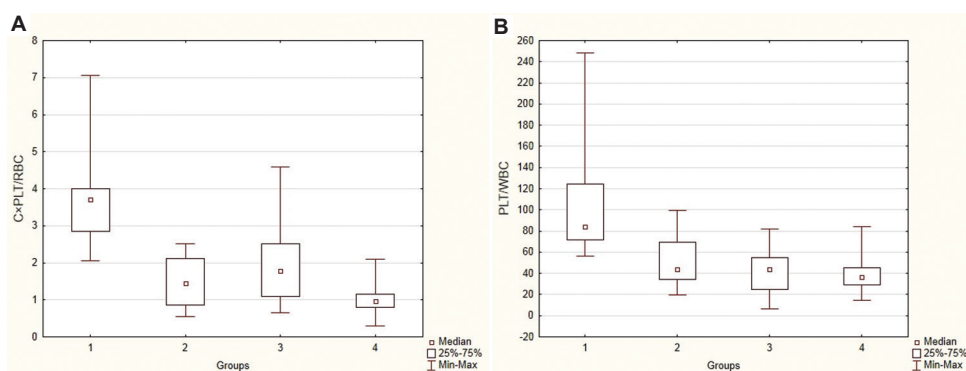 A
C×PLT/RBC
8
7
6
5
4
3
2
1
0
1 2 3 4
Groups
Median
25%-75%
Min-Max
B
PLT/WBC
260
240
220
200
180
160
140
120
100
80
60
40
20
0
-20
1 2 3 4
Groups
Median
25%-75%
Min-Max